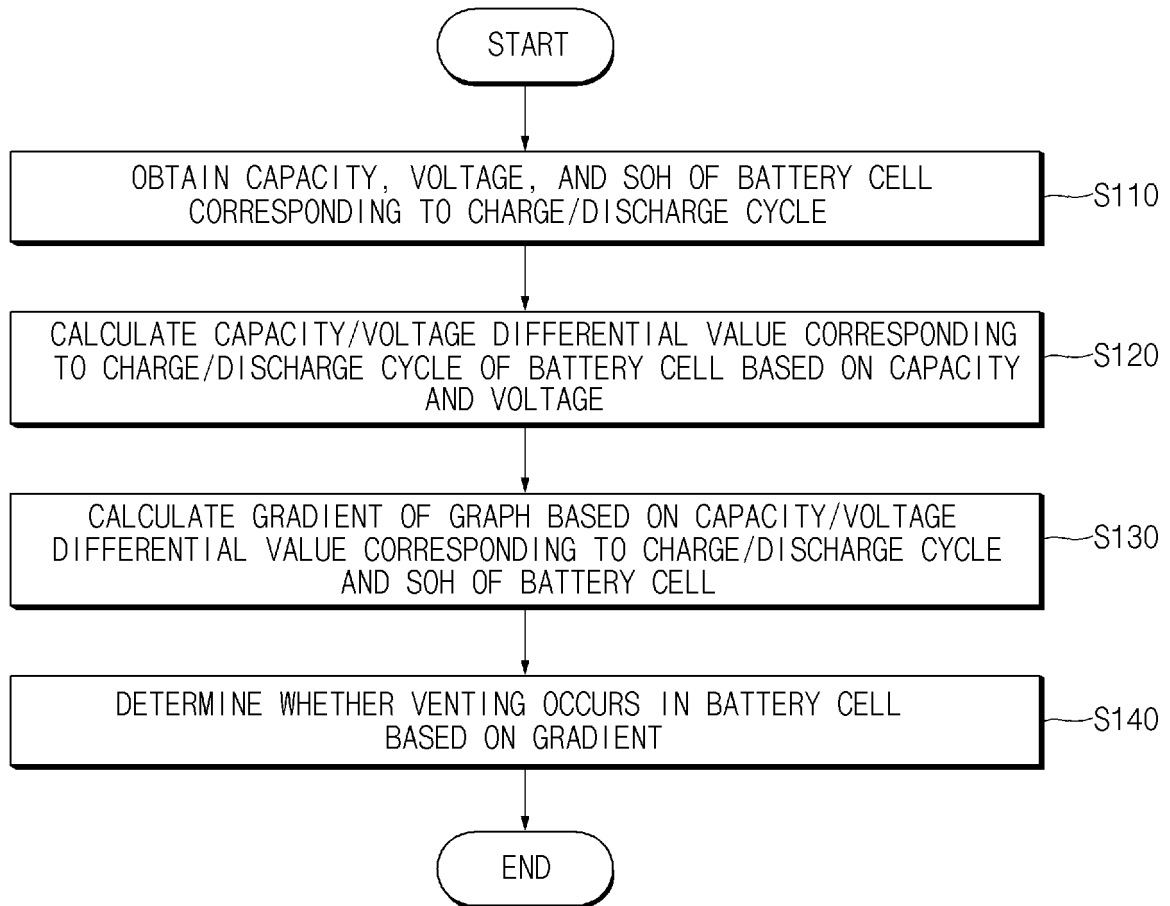 START
OBTAIN CAPACITY, VOLTAGE, AND SOH OF BATTERY CELL
CORRESPONDING TO CHARGE/DISCHARGE CYCLE
S110
CALCULATE CAPACITY/VOLTAGE DIFFERENTIAL VALUE CORRESPONDING
TO CHARGE/DISCHARGE CYCLE OF BATTERY CELL BASED ON CAPACITY
AND VOLTAGE
S120
CALCULATE GRADIENT OF GRAPH BASED ON CAPACITY/VOLTAGE
DIFFERENTIAL VALUE CORRESPONDING TO CHARGE/DISCHARGE CYCLE
AND SOH OF BATTERY CELL
S130
DETERMINE WHETHER VENTING OCCURS IN BATTERY CELL
BASED ON GRADIENT
S140
END